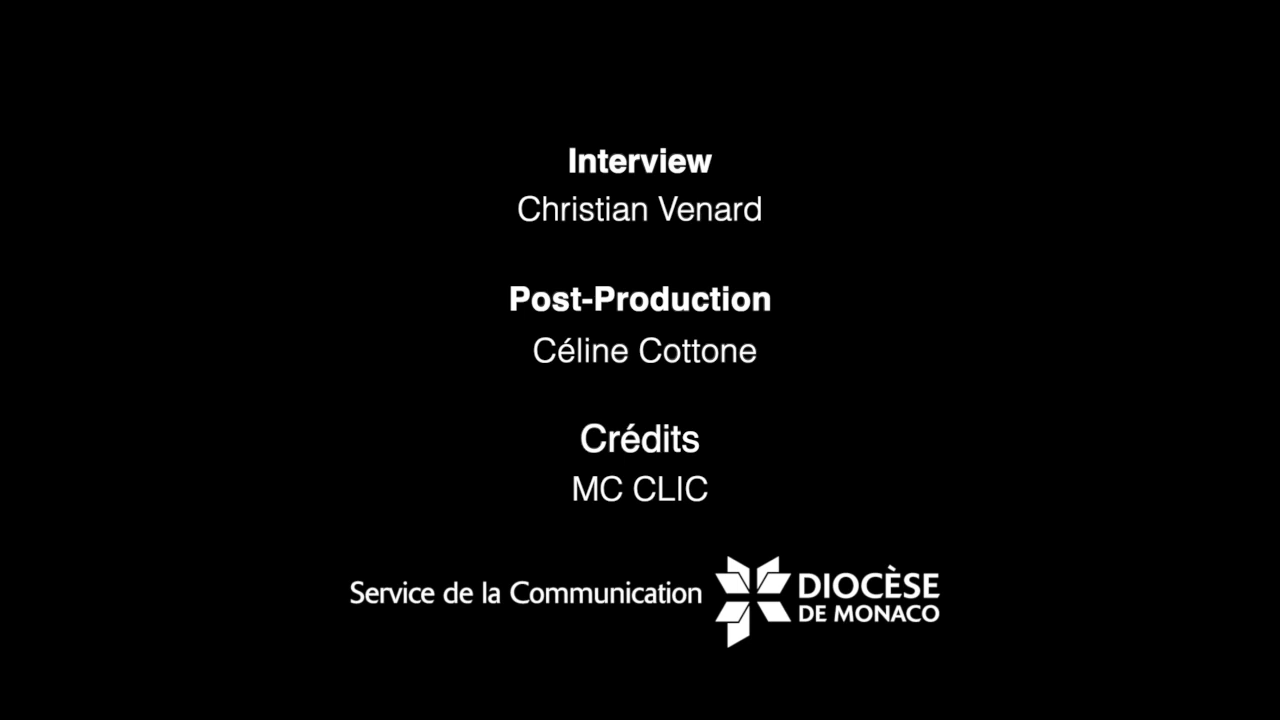 Interview
Christian Venard
Post-Production
Céline Cottone
Crédits
MC CLIC
Service de la Communication
DIOCÈSE
DE MONACO